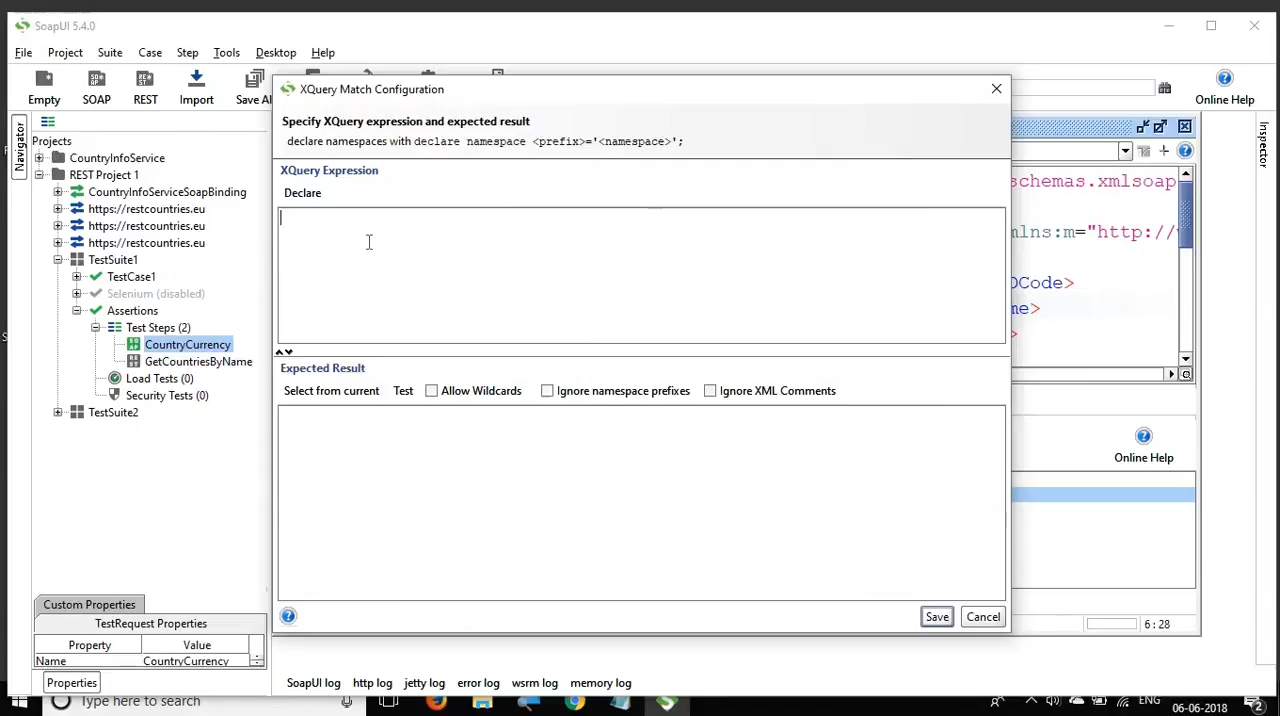 SoapUI 5.4.0
File Project Suite Case Step Tools Desktop Help
Empty SOAP REST Import Save Al
Online Help
XQuery Match Configuration
Specify XQuery expression and expected result
declare namespaces with declare namespace <prefix>='<namespace>';
XQuery Expression
Declare
Navigator
Projects
CountryInfoService
REST Project 1
CountryInfoServiceSoapBinding
https://restcountries.eu
https://restcountries.eu
https://restcountries.eu
TestSuite1
TestCase1
Selenium (disabled)
Assertions
Test Steps (2)
CountryCurrency
GetCountriesByName
Load Tests (0)
Security Tests (0)
TestSuite2
Inspector
schemas.xmlsoap
mlns:m="http://
OCode>
me>
>
Expected Result
Select from current Test Allow Wildcards Ignore namespace prefixes Ignore XML Comments
Online Help
Save Cancel
6 : 28
Custom Properties
TestRequest Properties
Property Value
Name CountryCurrency
Properties
SoapUI log http log jetty log error log wsrm log memory log
Type here to search
ENG
06-06-2018
2